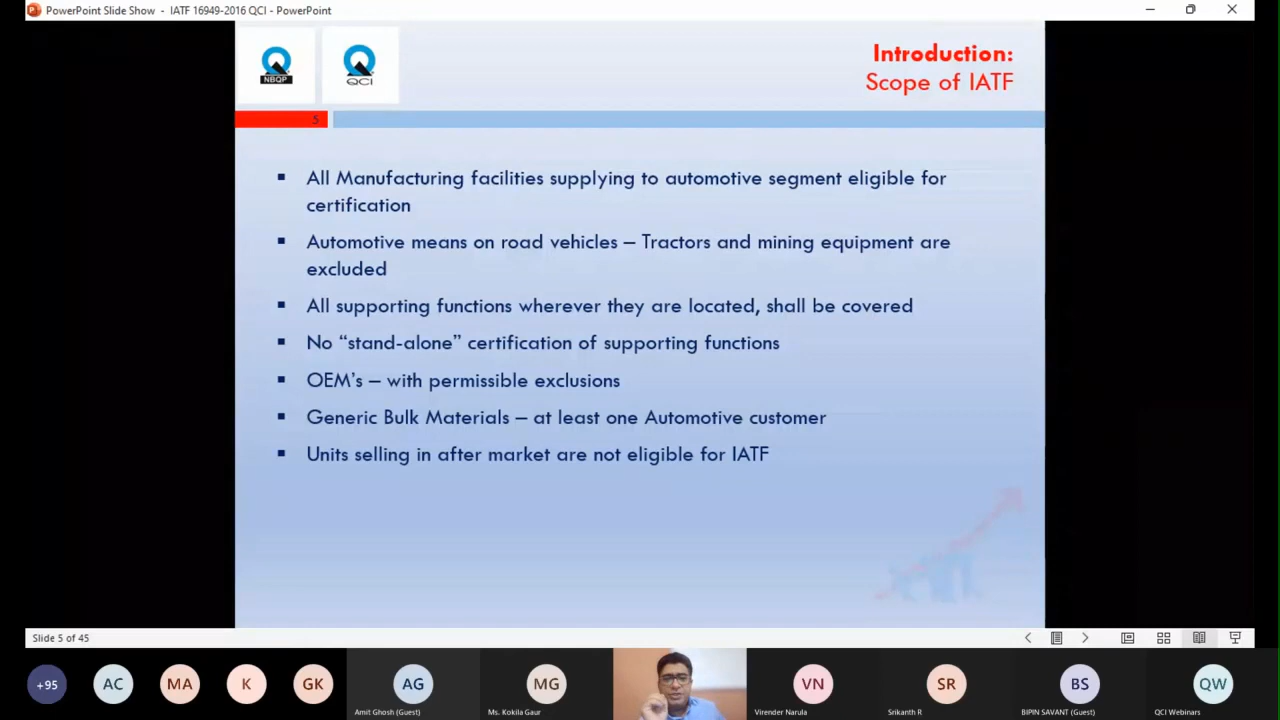 PowerPoint Slide Show - IATF 16949-2016 QCI - PowerPoint
NBQP
QCI
Introduction:
Scope of IATF
5
All Manufacturing facilities supplying to automotive segment eligible for
certification
Automotive means on road vehicles – Tractors and mining equipment are
excluded
All supporting functions wherever they are located, shall be covered
No “stand-alone” certification of supporting functions
OEM’s – with permissible exclusions
Generic Bulk Materials – at least one Automotive customer
Units selling in after market are not eligible for IATF
Slide 5 of 45
+95
AC
MA
K
GK
AG
MG
VN
SR
BS
QW
Amit Ghosh (Guest)
Ms. Kokila Gaur
Virender Narula
Srikanth R
BIPIN SAVANT (Guest)
QCI Webinars